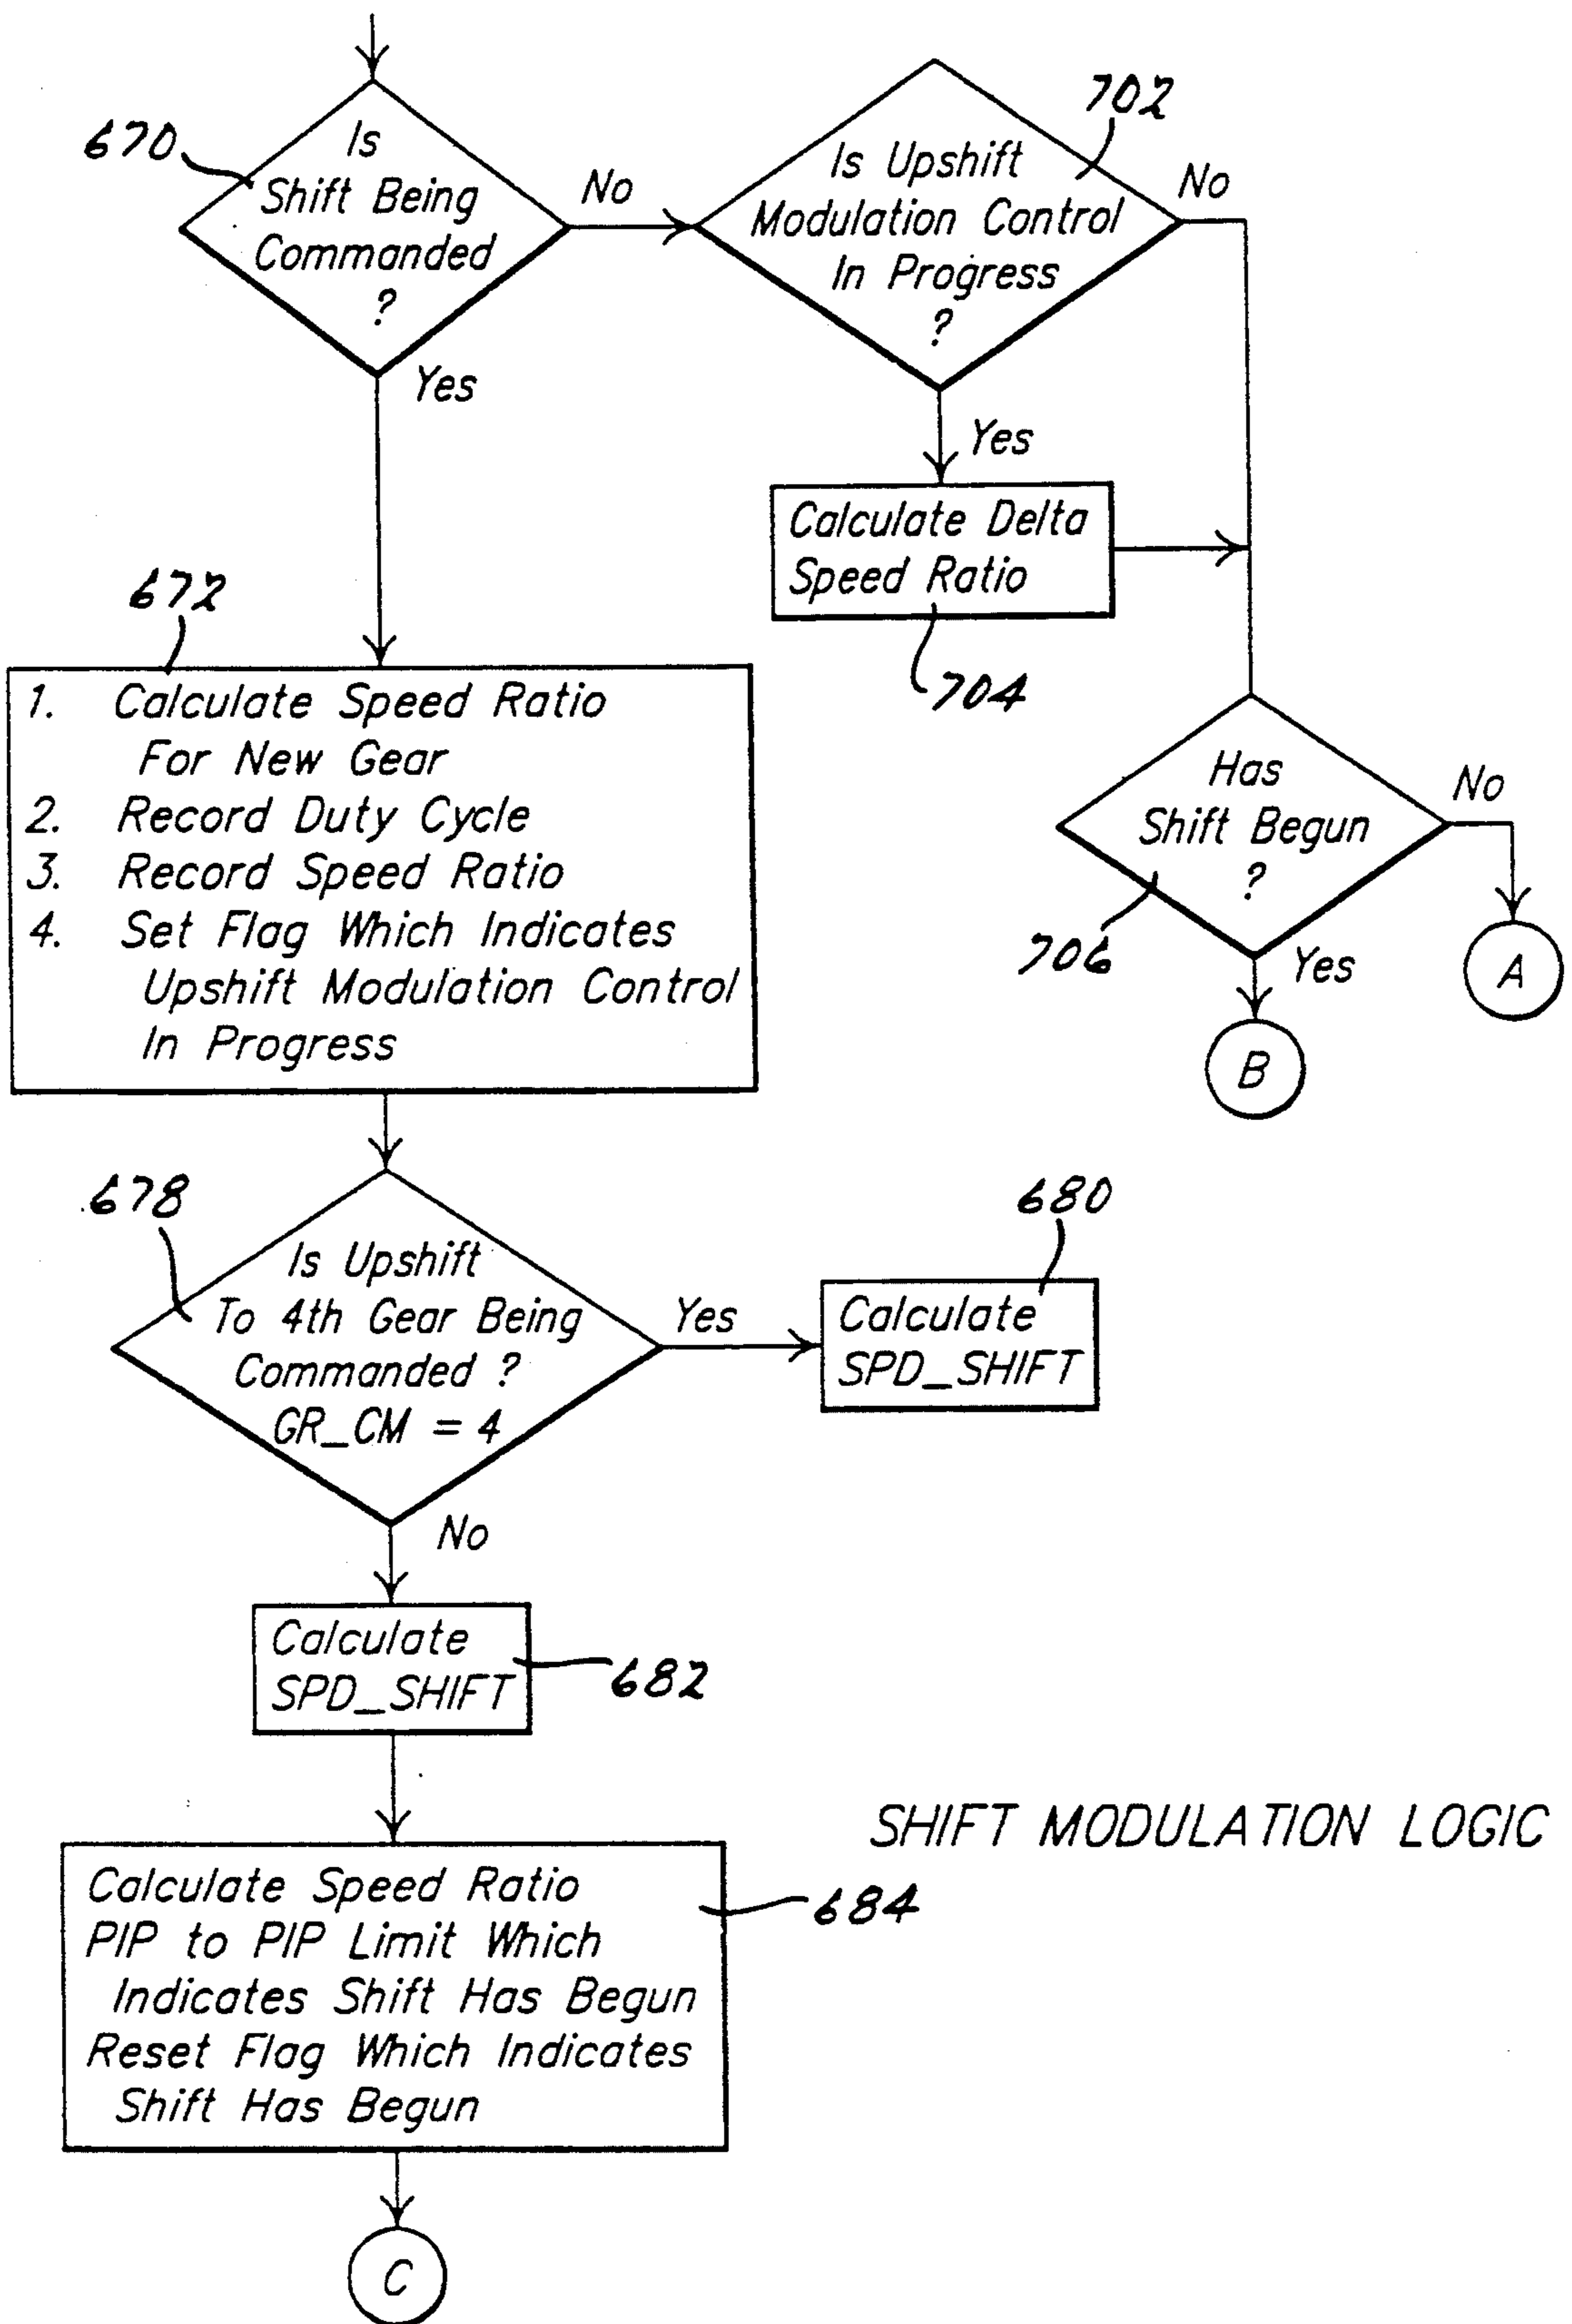 670
Is
Shift Being
Commanded
?
No
Yes
702
Is Upshift
Modulation Control
In Progress
?
No
Yes
Calculate Delta
Speed Ratio
704
672
1. Calculate Speed Ratio
For New Gear
2. Record Duty Cycle
3. Record Speed Ratio
4. Set Flag Which Indicates
Upshift Modulation Control
In Progress
Has
Shift Begun
?
No
706
Yes
A
B
678
Is Upshift
To 4th Gear Being
Commanded ?
GR_CM = 4
Yes
680
Calculate
SPD_SHIFT
No
Calculate
SPD_SHIFT
682
SHIFT MODULATION LOGIC
Calculate Speed Ratio
PIP to PIP Limit Which
Indicates Shift Has Begun
Reset Flag Which Indicates
Shift Has Begun
684
C